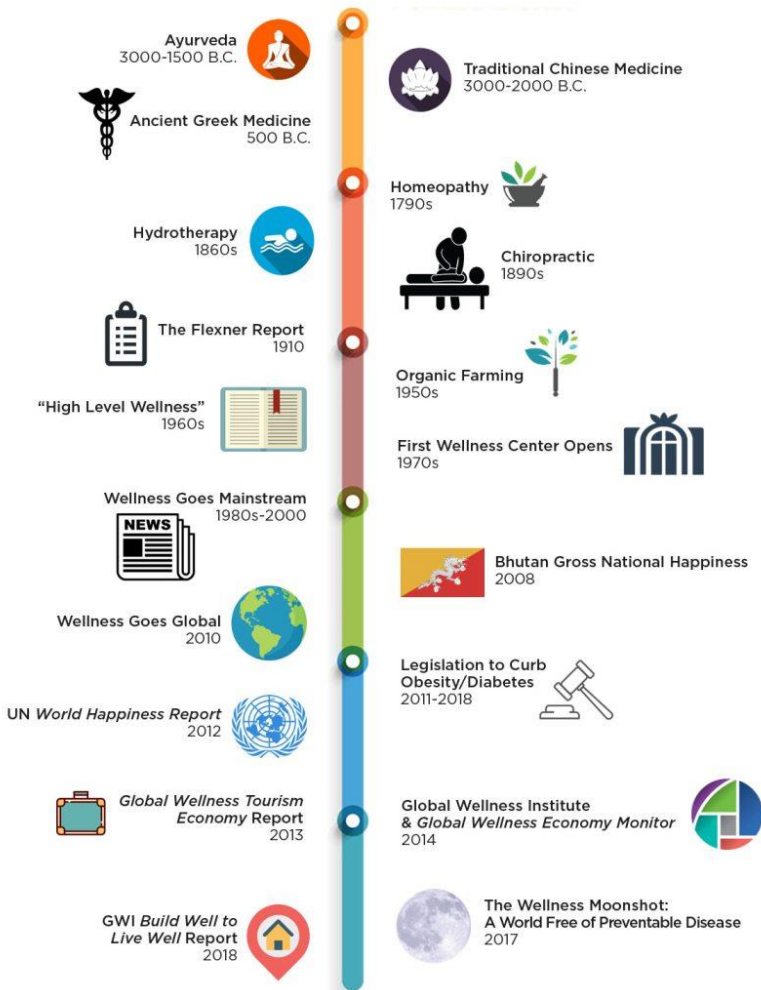 Ayurveda
3000-1500 B.C.
Traditional Chinese Medicine
3000-2000 B.C.
Ancient Greek Medicine
500 B.C.
Homeopathy
1790s
Hydrotherapy
1860s
Chiropractic
1890s
The Flexner Report
1910
Organic Farming
1950s
“High Level Wellness”
1960s
First Wellness Center Opens
1970s
Wellness Goes Mainstream
1980s-2000
NEWS
Bhutan Gross National Happiness
2008
Wellness Goes Global
2010
Legislation to Curb
Obesity/Diabetes
2011-2018
UN World Happiness Report
2012
Global Wellness Tourism
Economy Report
2013
Global Wellness Institute
& Global Wellness Economy Monitor
2014
The Wellness Moonshot:
A World Free of Preventable Disease
2017
GWI Build Well to
Live Well Report
2018